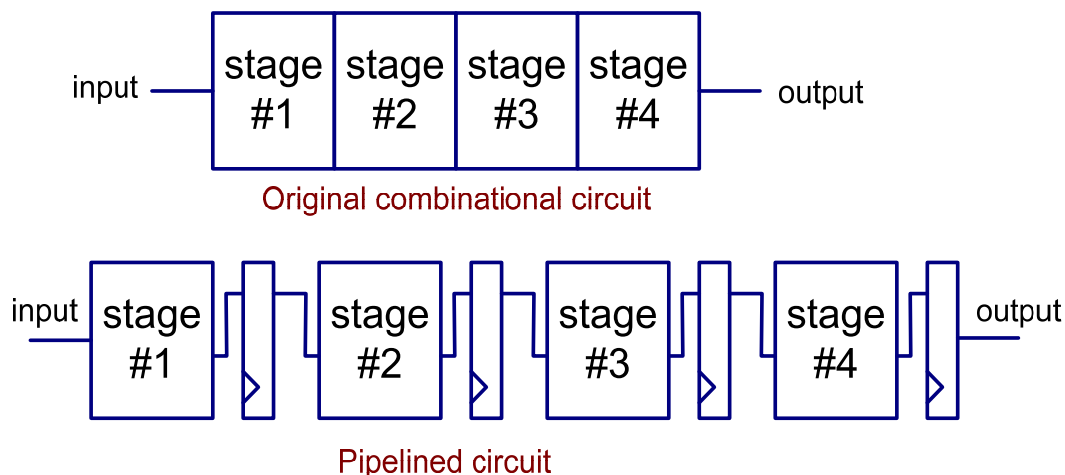 input
stage
#1
stage
#2
stage
#3
stage
#4
output
Original combinational circuit
input
stage
#1
stage
#2
stage
#3
stage
#4
output
Pipelined circuit